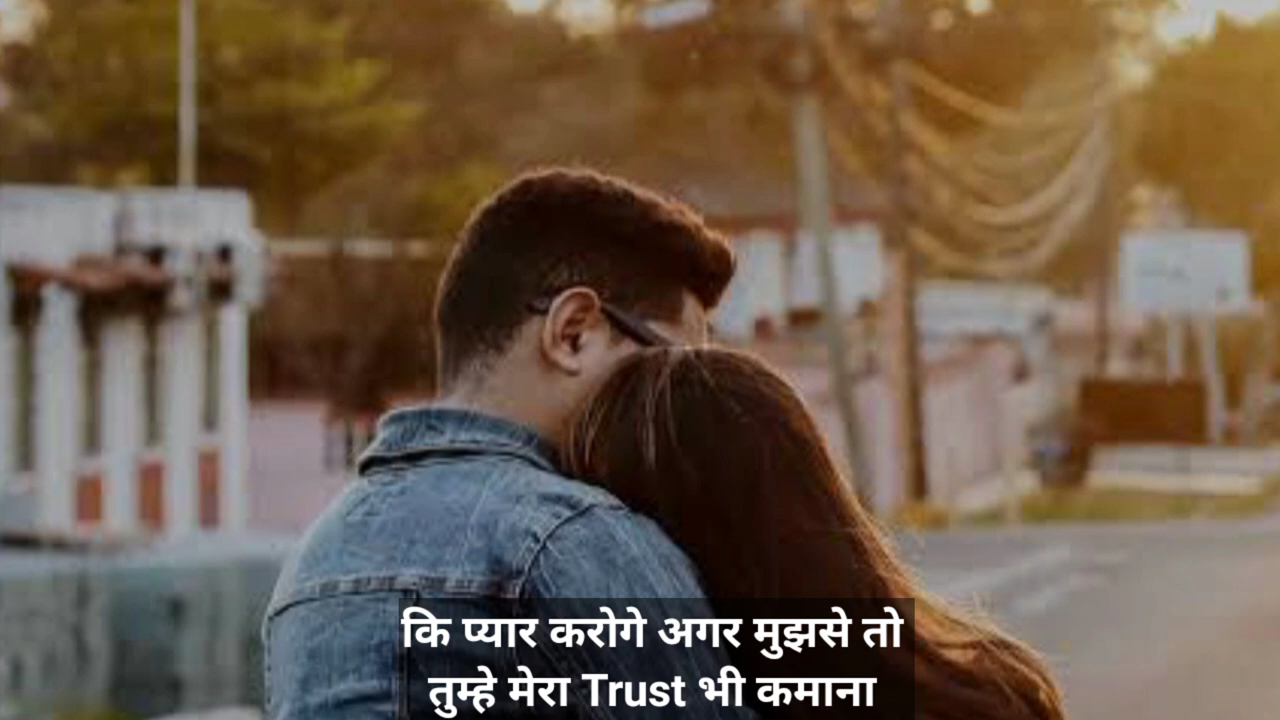 कि प्यार करोगे अगर मुझसे तो
तुम्हे मेरा Trust भी कमाना